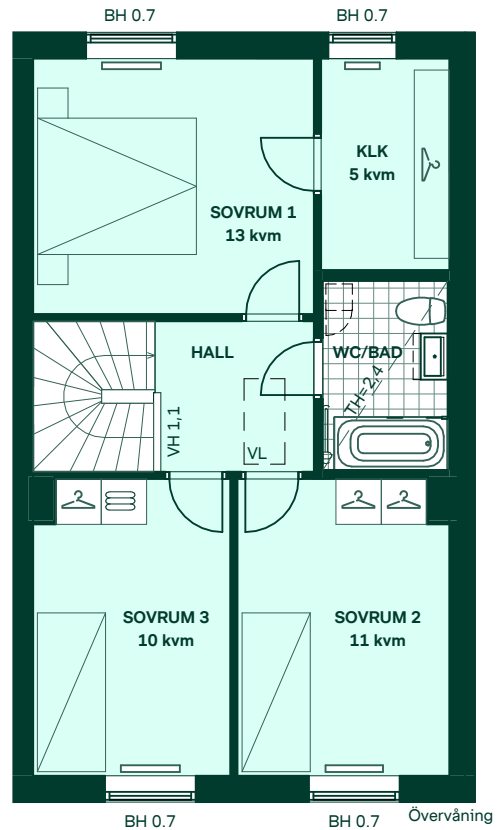 BH 0.7
BH 0.7
KLK
5 kvm
SOVRUM 1
13 kvm
HALL
WC/BAD
TH=2,4
VH 1,1
VL
SOVRUM 3
10 kvm
SOVRUM 2
11 kvm
BH 0.7
BH 0.7
Övervåning